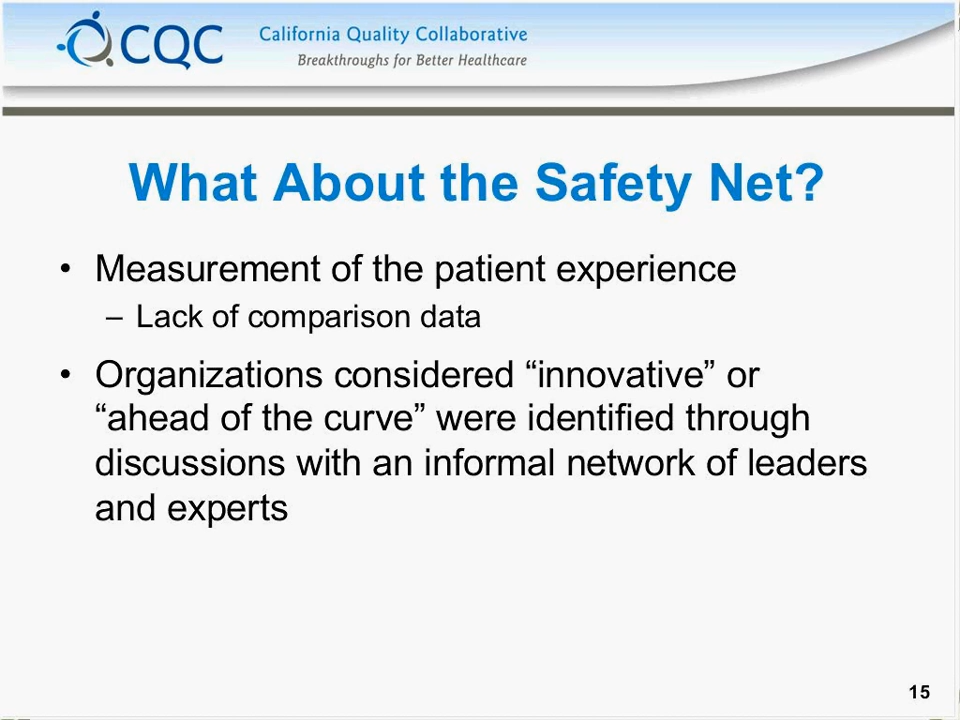 CQC
California Quality Collaborative
Breakthroughs for Better Healthcare
What About the Safety Net?
• Measurement of the patient experience
– Lack of comparison data
• Organizations considered “innovative” or
“ahead of the curve” were identified through
discussions with an informal network of leaders
and experts
15